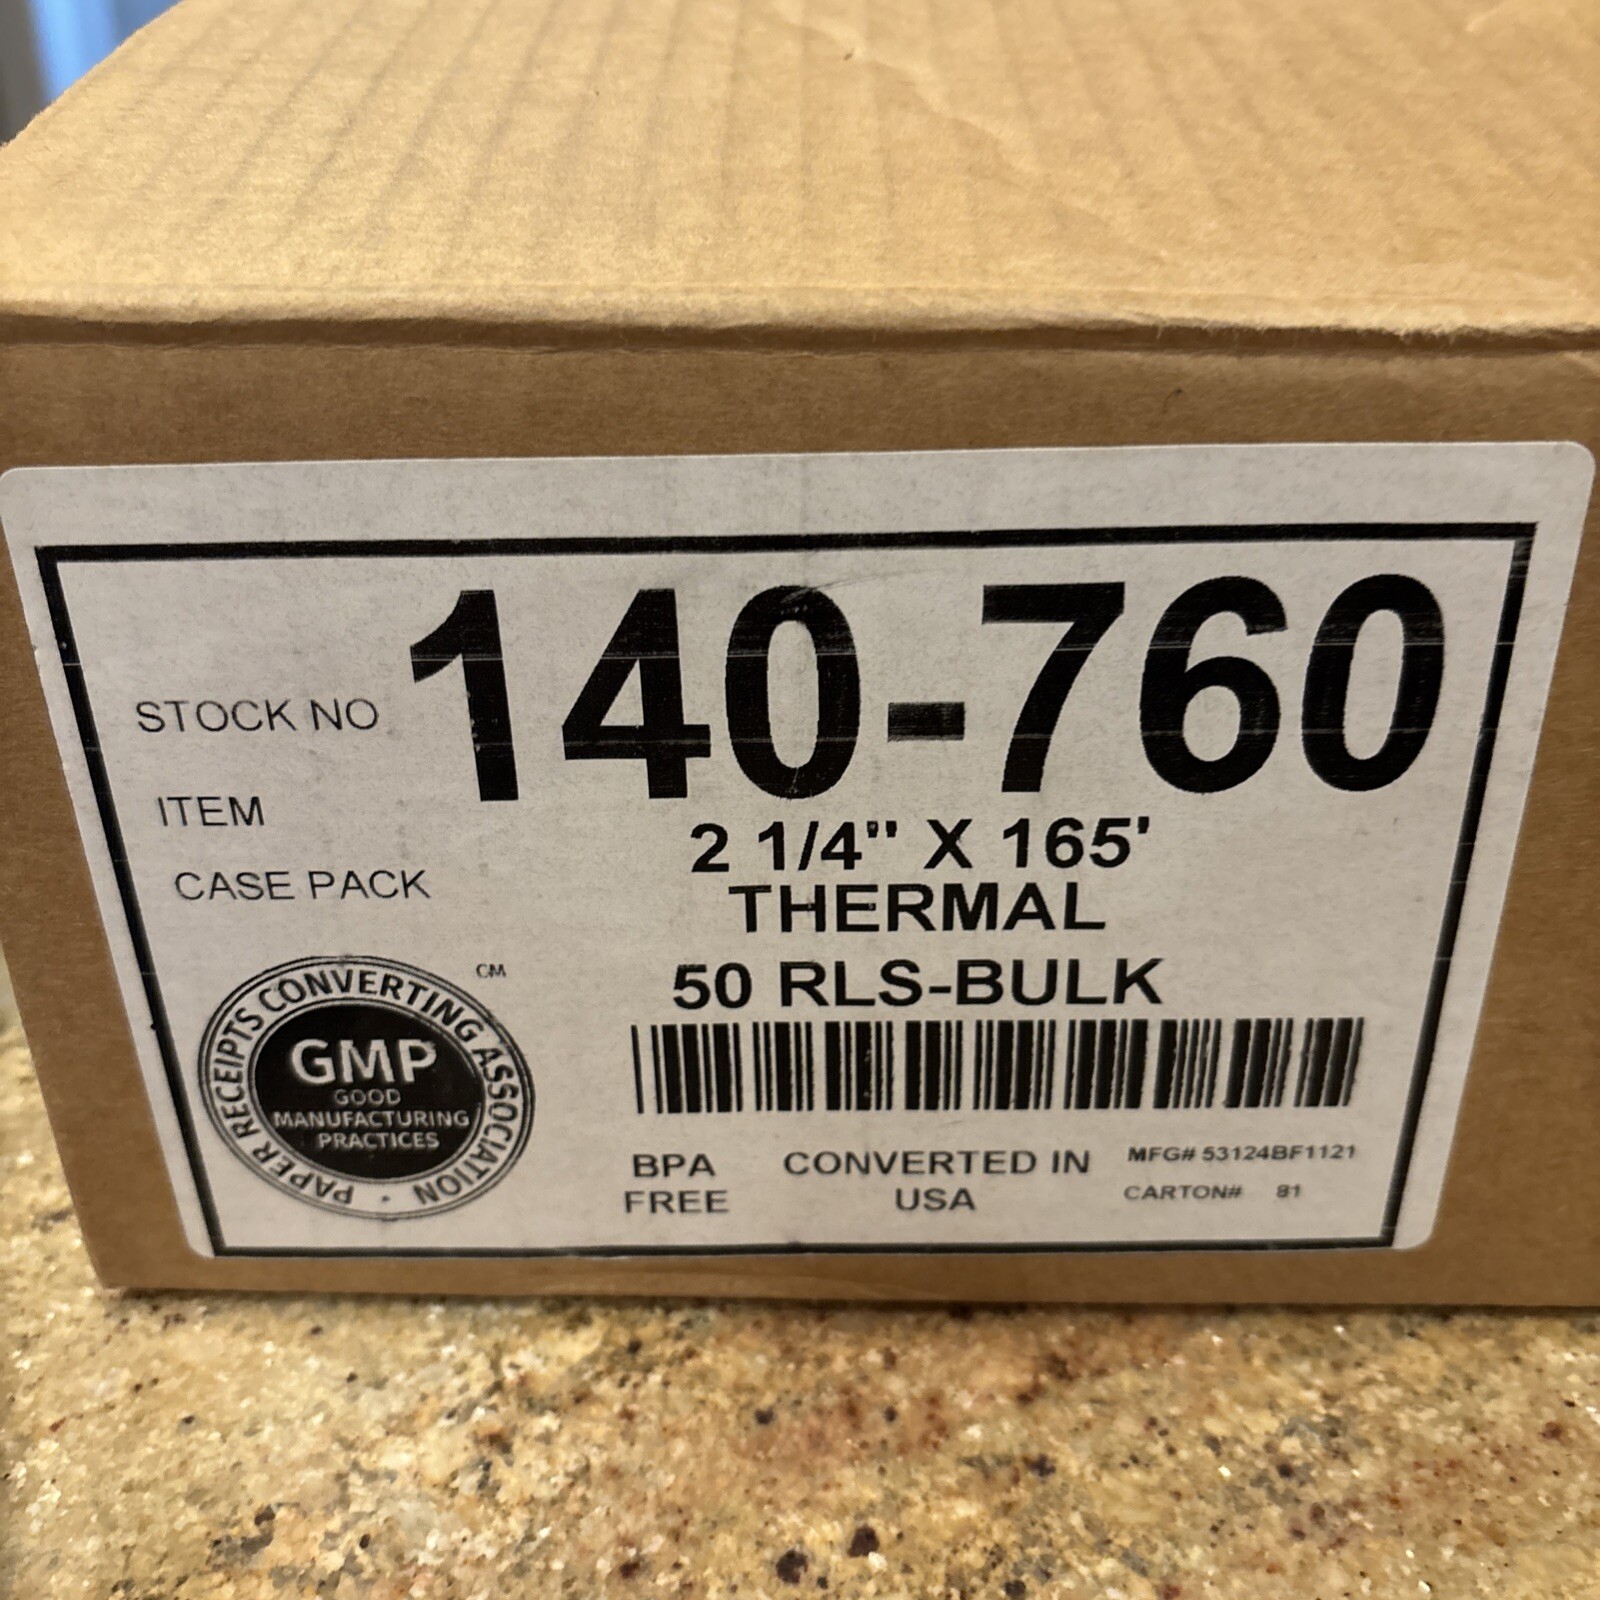 STOCK NO 140-760
ITEM 2 1/4" X 165'
THERMAL
CASE PACK 50 RLS-BULK
PAPER RECEIPTS CONVERTING ASSOCIATION · CM
GMP
GOOD
MANUFACTURING
PRACTICES
BPA
FREE
CONVERTED IN
USA
MFG# 53124BF1121
CARTON# 81